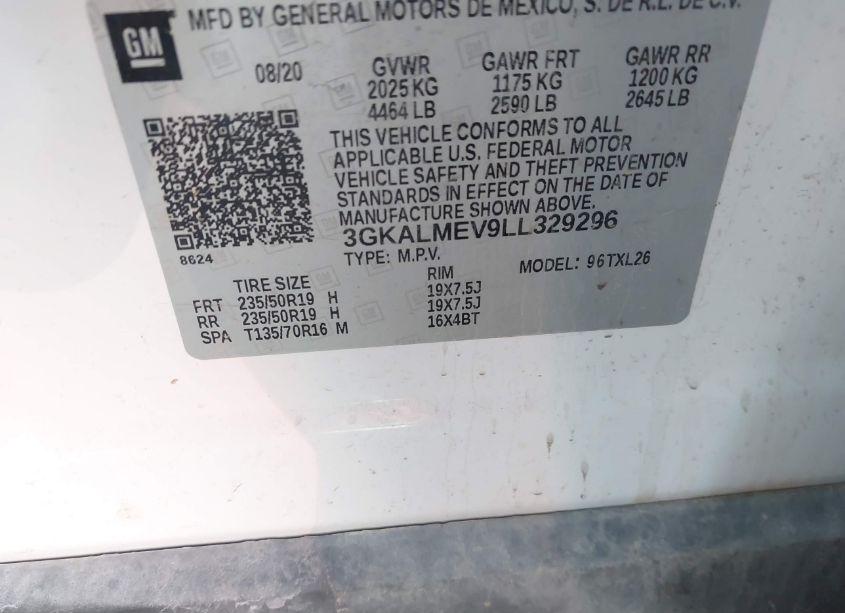 MFD BY GENERAL MOTORS DE MEXICO, S. DE R.L. DE C.V.
GM
08/20
GVWR GAWR FRT GAWR RR
2025 KG 1175 KG 1200 KG
4464 LB 2590 LB 2645 LB
THIS VEHICLE CONFORMS TO ALL
APPLICABLE U.S. FEDERAL MOTOR
VEHICLE SAFETY AND THEFT PREVENTION
STANDARDS IN EFFECT ON THE DATE OF
MANUFACTURE SHOWN ABOVE.
3GKALMEV9LL329296
8624
TYPE: M.P.V. MODEL: 96TXL26
TIRE SIZE RIM
FRT 235/50R19 H 19X7.5J
RR 235/50R19 H 19X7.5J
SPA T135/70R16 M 16X4BT